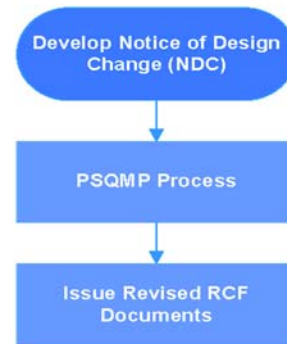 Develop Notice of Design
Change (NDC)
PSQMP Process
Issue Revised RCF
Documents